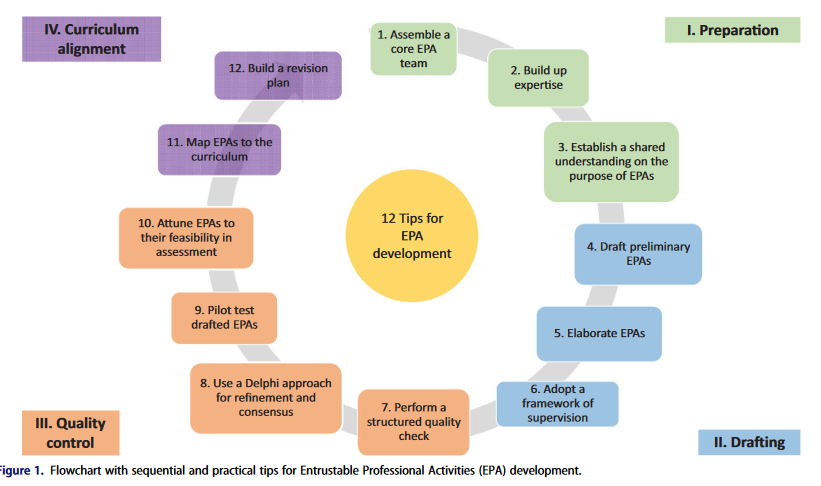 IV. Curriculum
alignment
I. Preparation
1. Assemble a
core EPA
team
2. Build up
expertise
3. Establish a shared
understanding on the
purpose of EPAs
4. Draft preliminary
EPAs
5. Elaborate EPAs
6. Adopt a
framework of
supervision
7. Perform a
structured quality
check
8. Use a Delphi approach
for refinement and
consensus
9. Pilot test
drafted EPAs
10. Attune EPAs to
their feasibility in
assessment
11. Map EPAs to the
curriculum
12. Build a revision
plan
12 Tips for
EPA
development
III. Quality
control
II. Drafting
Figure 1. Flowchart with sequential and practical tips for Entrustable Professional Activities (EPA) development.